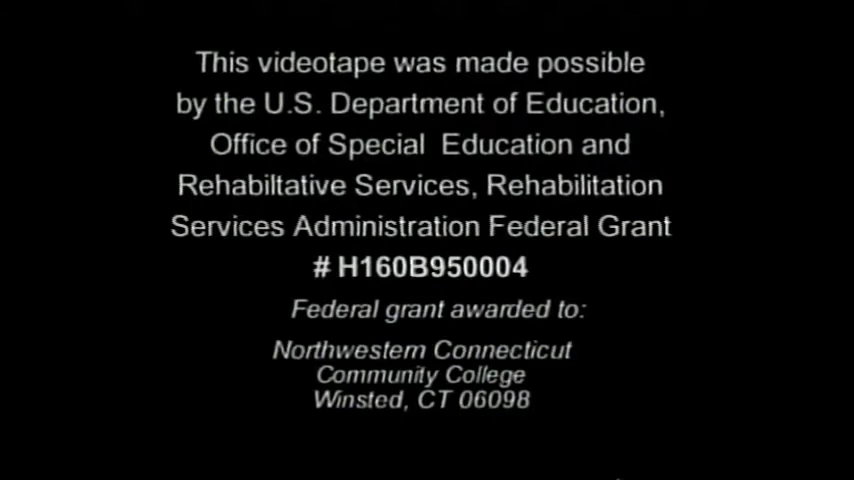 This videotape was made possible
by the U.S. Department of Education,
Office of Special Education and
Rehabiltative Services, Rehabilitation
Services Administration Federal Grant
# H160B950004
Federal grant awarded to:
Northwestern Connecticut
Community College
Winsted, CT 06098